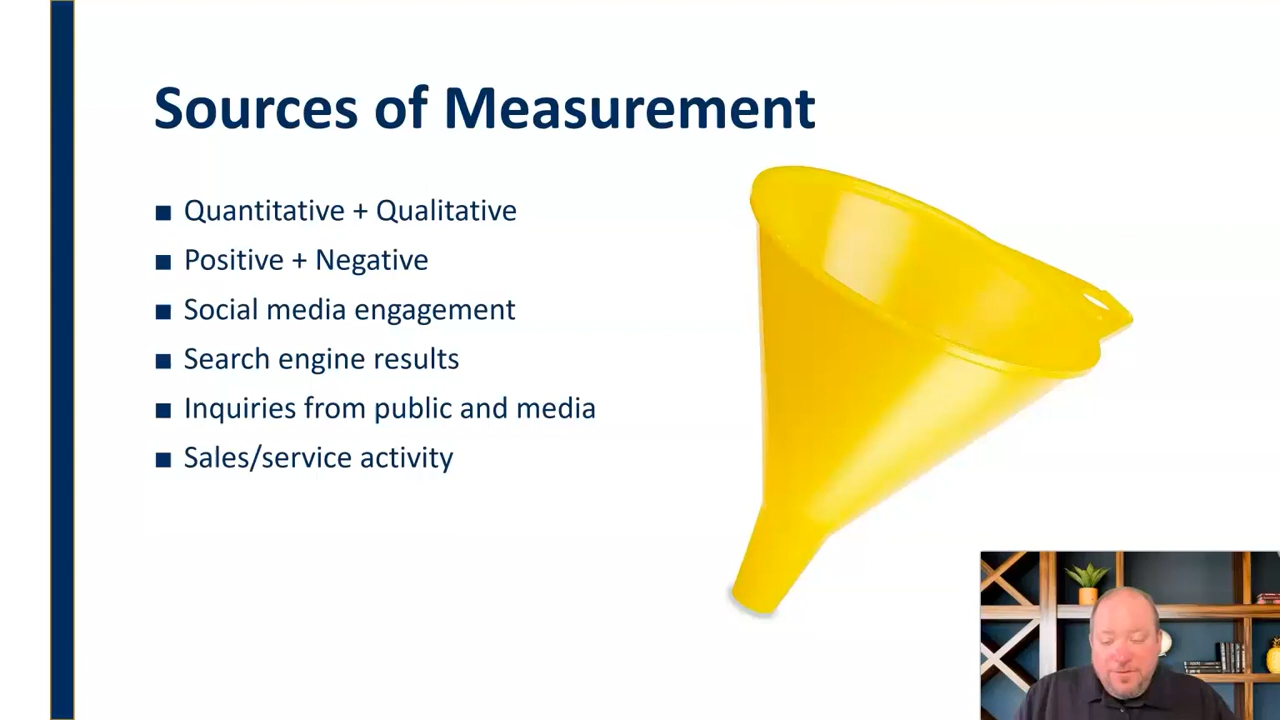 Sources of Measurement
■ Quantitative + Qualitative
■ Positive + Negative
■ Social media engagement
■ Search engine results
■ Inquiries from public and media
■ Sales/service activity